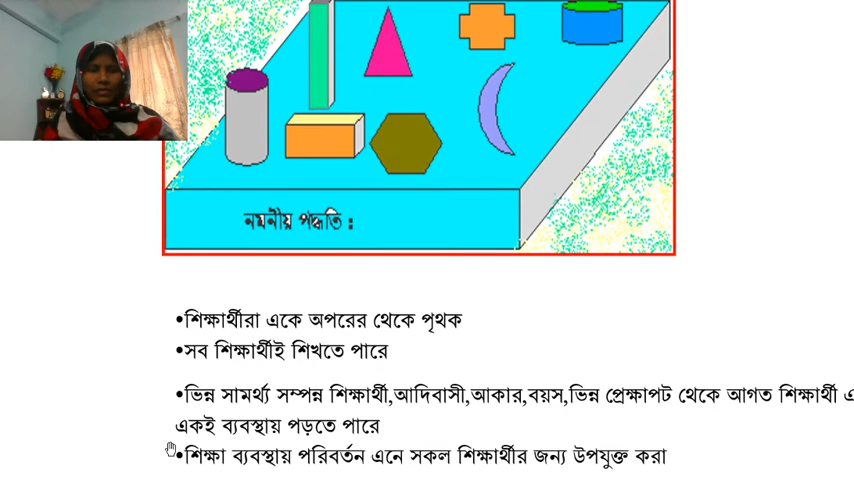 নমনীয় পদ্ধতি :
•শিক্ষার্থীরা একে অপরের থেকে পৃথক
•সব শিক্ষার্থীই শিখতে পারে
•ভিন্ন সামর্থ্য সম্পন্ন শিক্ষার্থী,আদিবাসী,আকার,বয়স,ভিন্ন প্রেক্ষাপট থেকে আগত শিক্ষার্থী
একই ব্যবস্থায় পড়তে পারে
•শিক্ষা ব্যবস্থায় পরিবর্তন এনে সকল শিক্ষার্থীর জন্য উপযুক্ত করা